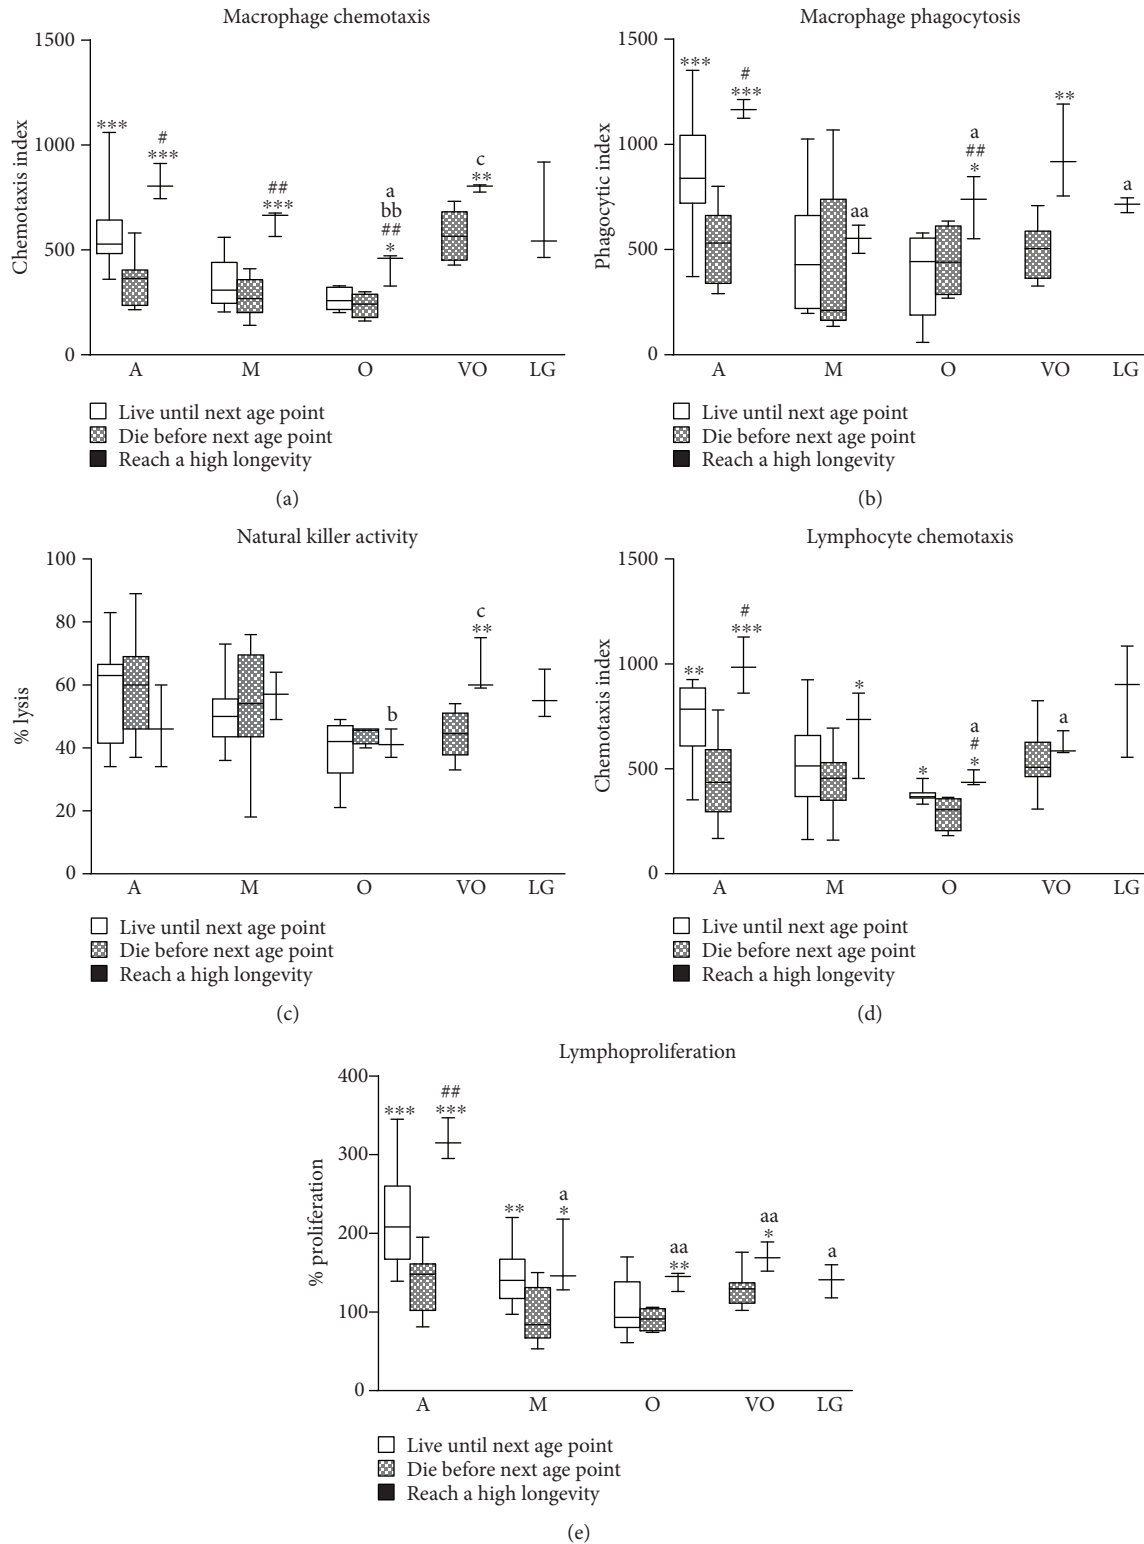 Macrophage chemotaxis
1500
1000
500
0
Chemotaxis index
***
#
***
##
***
a
bb
##
*
c
**
A M O VO LG
Live until next age point
Die before next age point
Reach a high longevity
(a)
Macrophage phagocytosis
1500
1000
500
0
Phagocytic index
***
#
***
aa
a
##
*
**
a
A M O VO LG
Live until next age point
Die before next age point
Reach a high longevity
(b)
Natural killer activity
100
80
60
40
20
0
% lysis
b
c
**
A M O VO LG
Live until next age point
Die before next age point
Reach a high longevity
(c)
Lymphocyte chemotaxis
1500
1000
500
0
Chemotaxis index
**
#
***
*
*
a
#
*
a
A M O VO LG
Live until next age point
Die before next age point
Reach a high longevity
(d)
Lymphoproliferation
400
300
200
100
0
% proliferation
***
##
***
**
a
*
aa
**
aa
*
a
A M O VO LG
Live until next age point
Die before next age point
Reach a high longevity
(e)